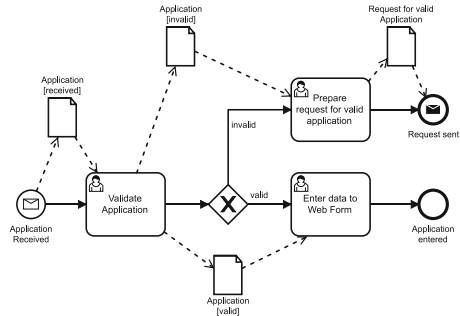 Application
[invalid]
Request for valid
Application
Application
[received]
Prepare
request for valid
application
invalid
Request sent
Validate
Application
valid
Enter data to
Web Form
Application
Received
Application
entered
Application
[valid]